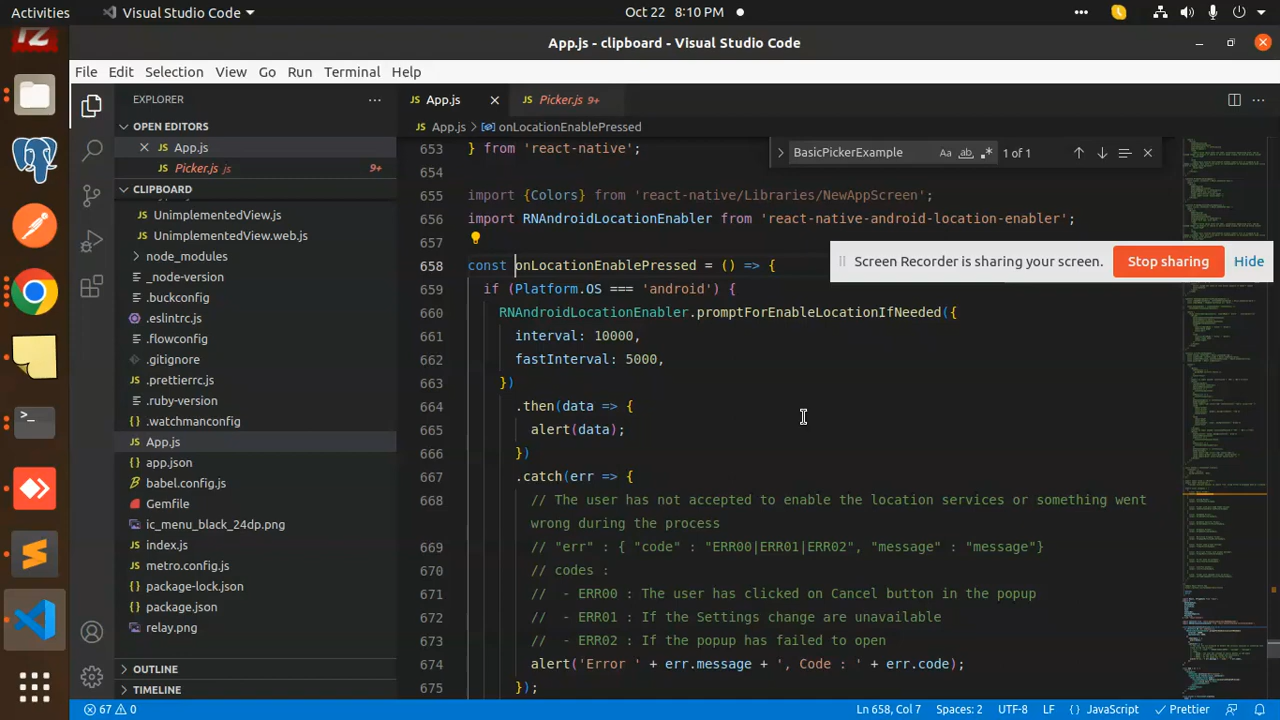 Activities
Visual Studio Code
Oct 22 8:10 PM
App.js - clipboard - Visual Studio Code
File Edit Selection View Go Run Terminal Help
EXPLORER
OPEN EDITORS
App.js
Picker.js js 9+
CLIPBOARD
UnimplementedView.js
UnimplementedView.web.js
node_modules
_node-version
.buckconfig
.eslintrc.js
.flowconfig
.gitignore
.prettierrc.js
.ruby-version
.watchmanconfig
App.js
app.json
babel.config.js
Gemfile
ic_menu_black_24dp.png
index.js
metro.config.js
package-lock.json
package.json
relay.png
OUTLINE
TIMELINE
App.js
Picker.js 9+
App.js > onLocationEnablePressed
BasicPickerExample Aa ab 1 of 1
Screen Recorder is sharing your screen. Stop sharing Hide
653 } from 'react-native';
654
655 import {Colors} from 'react-native/Libraries/NewAppScreen';
656 import RNAndroidLocationEnabler from 'react-native-android-location-enabler';
657
658 const onLocationEnablePressed = () => {
659 if (Platform.OS === 'android') {
660 RNAndroidLocationEnabler.promptForEnableLocationIfNeeded({
661 interval: 10000,
662 fastInterval: 5000,
663 })
664 .then(data => {
665 alert(data);
666 })
667 .catch(err => {
668 // The user has not accepted to enable the location services or something went
wrong during the process
669 // "err" : { "code" : "ERR00|ERR01|ERR02", "message" : "message"}
670 // codes :
671 // - ERR00 : The user has clicked on Cancel button in the popup
672 // - ERR01 : If the Settings change are unavailable
673 // - ERR02 : If the popup has failed to open
674 alert('Error ' + err.message + ', Code : ' + err.code);
675 });
67 0
Ln 658, Col 7 Spaces: 2 UTF-8 LF {} JavaScript Prettier